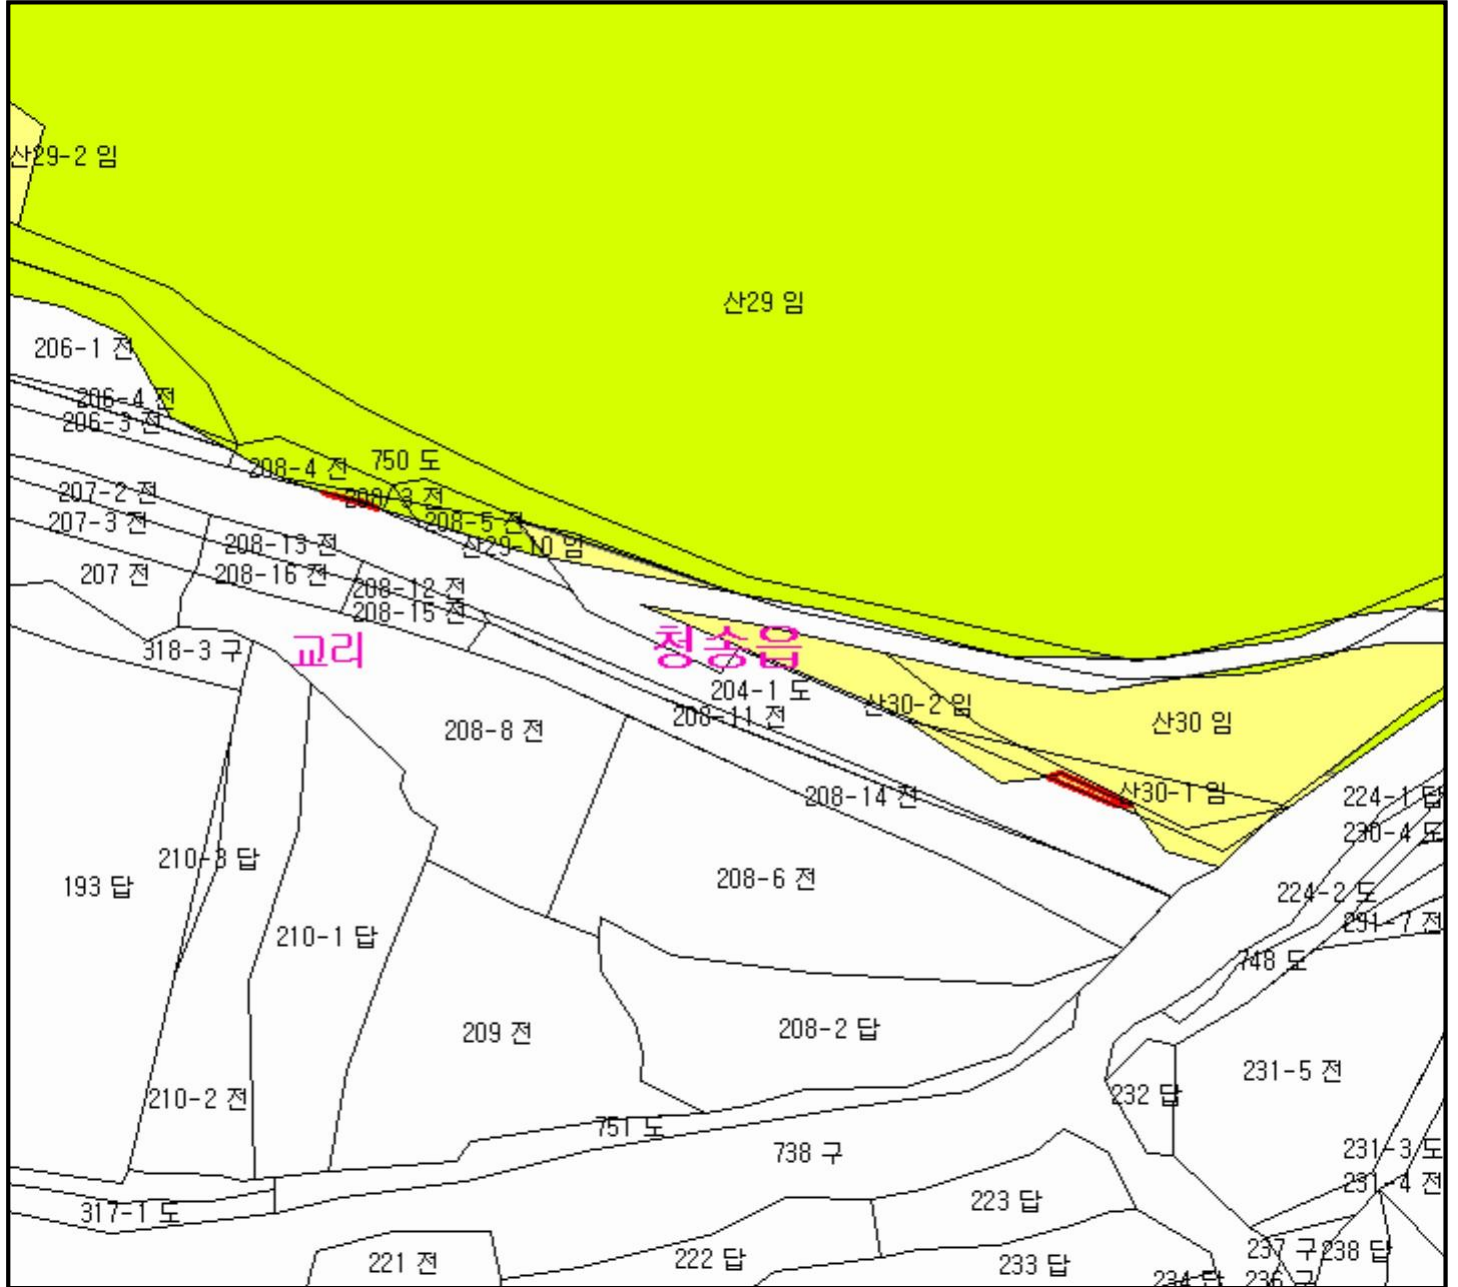 산29-2 임
산29 임
206-1 전
206-4 전
206-3 전
750 도
208-4 전
207-2 전
208-3 전
207-3 전
208-5 전
208-13 전
산29-10 임
207 전
208-16 전
208-12 전
208-15 전
318-3 구
교리
청송읍
204-1 도
산30-2 임
208-11 전
산30 임
208-8 전
산30-1 임
208-14 전
224-1 답
230-4 도
210-3 답
193 답
208-6 전
224-2 도
231-7 전
210-1 답
748 도
209 전
208-2 답
231-5 전
232 답
210-2 전
751 도
738 구
231-3 도
231-4 전
223 답
317-1 도
237 구
238 답
221 전
222 답
233 답
234 답
236 구